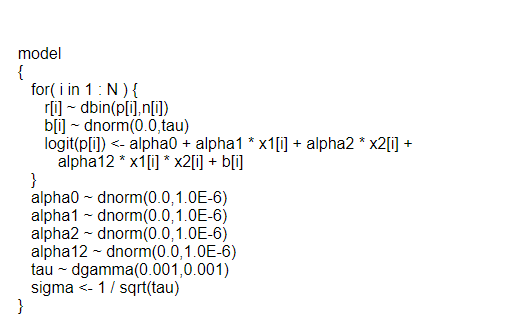 model
{
for( i in 1 : N ) {
r[i] ~ dbin(p[i],n[i])
b[i] ~ dnorm(0.0,tau)
logit(p[i]) <- alpha0 + alpha1 * x1[i] + alpha2 * x2[i] +
alpha12 * x1[i] * x2[i] + b[i]
}
alpha0 ~ dnorm(0.0,1.0E-6)
alpha1 ~ dnorm(0.0,1.0E-6)
alpha2 ~ dnorm(0.0,1.0E-6)
alpha12 ~ dnorm(0.0,1.0E-6)
tau ~ dgamma(0.001,0.001)
sigma <- 1 / sqrt(tau)
}